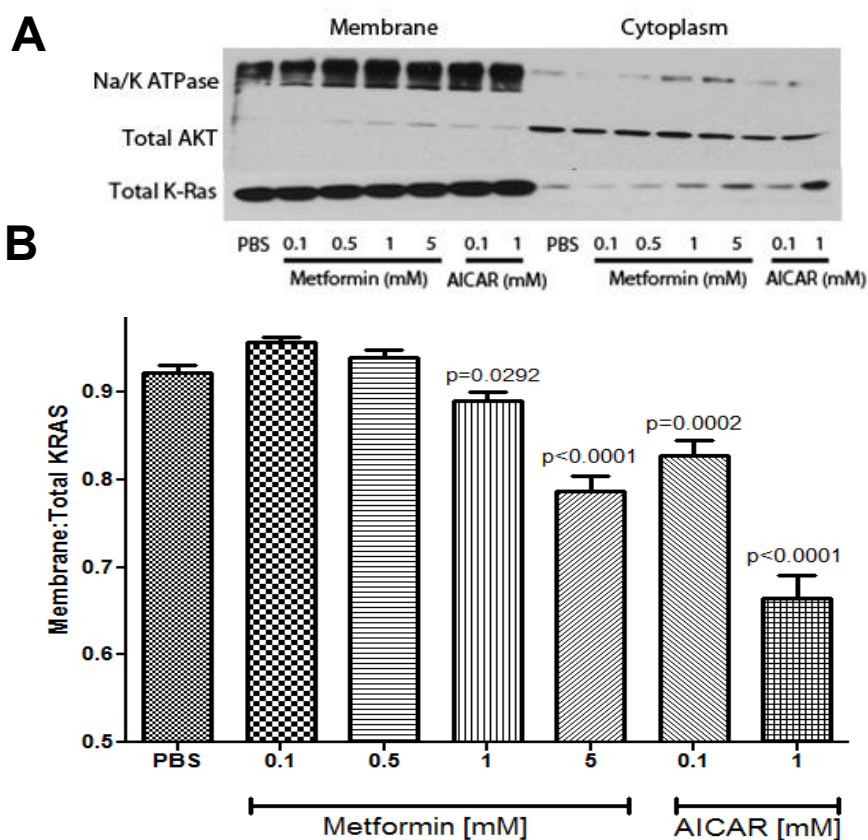 A
Membrane Cytoplasm
Na/K ATPase
Total AKT
Total K-Ras
PBS 0.1 0.5 1 5 0.1 1 PBS 0.1 0.5 1 5 0.1 1
Metformin (mM) AICAR (mM) Metformin (mM) AICAR (mM)
B
Membrane:Total KRAS
0.9
0.8
0.7
0.6
0.5
p=0.0292
p<0.0001
p=0.0002
p<0.0001
PBS 0.1 0.5 1 5 0.1 1
Metformin [mM] AICAR [mM]